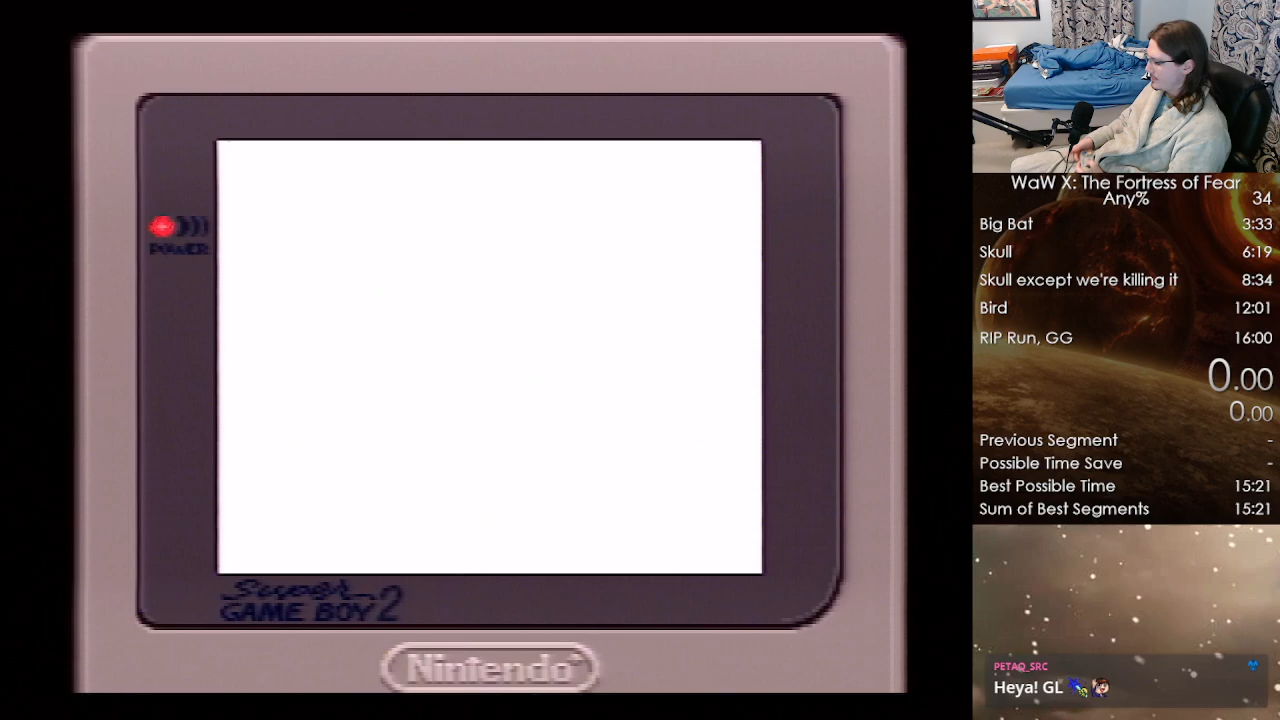 POWER
Super
GAME BOY 2
Nintendo
WaW X: The Fortress of Fear
Any% 34
Big Bat 3:33
Skull 6:19
Skull except we're killing it 8:34
Bird 12:01
RIP Run, GG 16:00
0.00
0.00
Previous Segment -
Possible Time Save -
Best Possible Time 15:21
Sum of Best Segments 15:21
PETAQ_SRC
Heya! GL